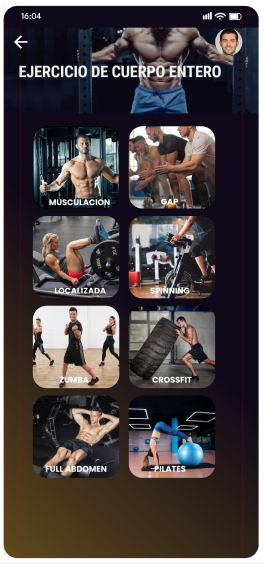 16:04
EJERCICIO DE CUERPO ENTERO
MUSCULACION
GAP
LOCALIZADA
SPINNING
ZUMBA
CROSSFIT
FULL ABDOMEN
PILATES